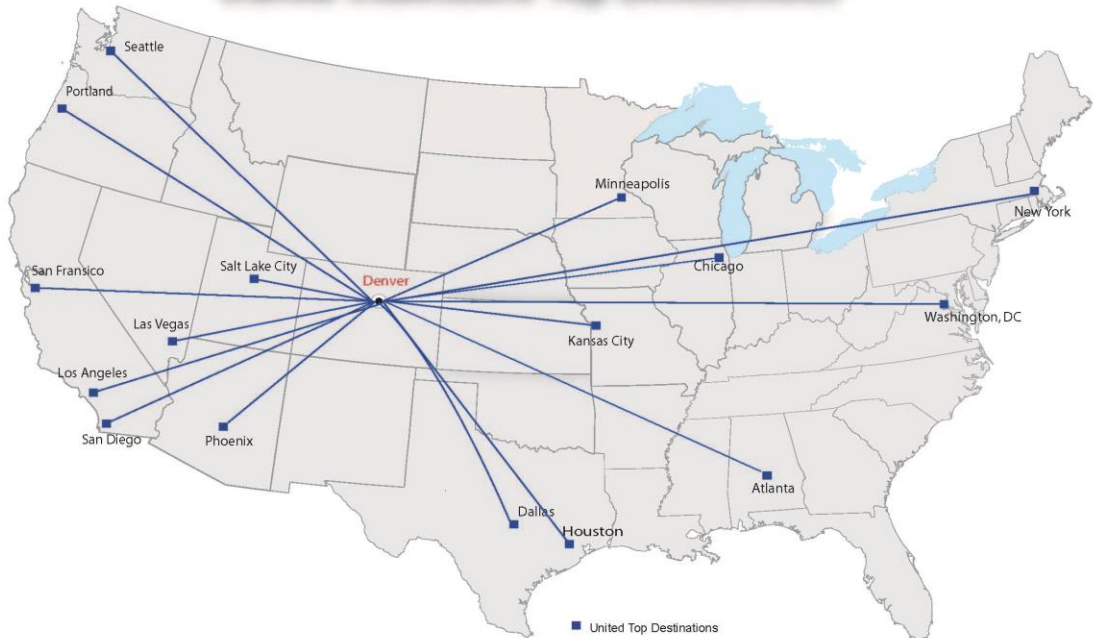 Seattle
Portland
Minneapolis
New York
San Fransico
Salt Lake City
Denver
Chicago
Las Vegas
Kansas City
Washington, DC
Los Angeles
San Diego
Phoenix
Atlanta
Dallas
Houston
United Top Destinations